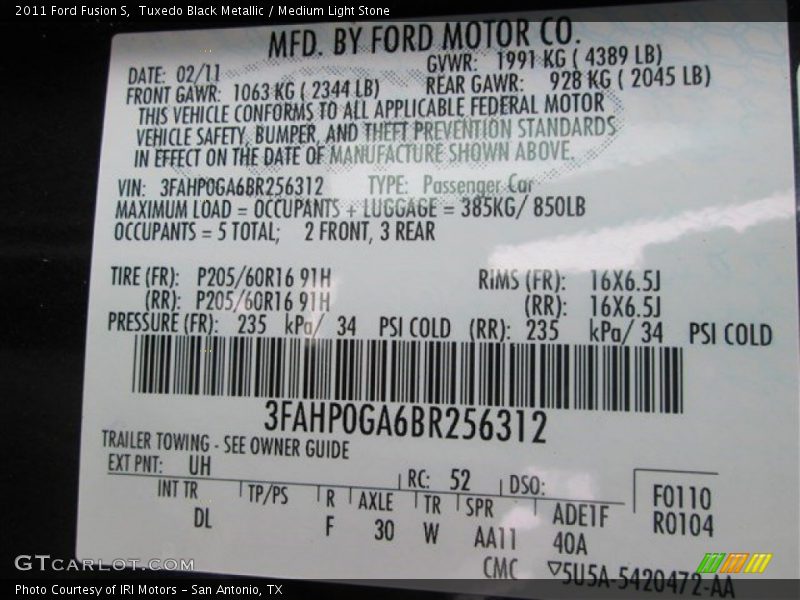 2011 Ford Fusion S,  Tuxedo Black Metallic / Medium Light Stone
MFD. BY FORD MOTOR CO.
DATE: 02/11 GVWR: 1991 KG ( 4389 LB)
FRONT GAWR: 1063 KG ( 2344 LB) REAR GAWR: 928 KG ( 2045 LB)
THIS VEHICLE CONFORMS TO ALL APPLICABLE FEDERAL MOTOR
VEHICLE SAFETY, BUMPER, AND THEFT PREVENTION STANDARDS
IN EFFECT ON THE DATE OF MANUFACTURE SHOWN ABOVE.
VIN: 3FAHP0GA6BR256312 TYPE: Passenger Car
MAXIMUM LOAD = OCCUPANTS + LUGGAGE = 385KG/ 850LB
OCCUPANTS = 5 TOTAL; 2 FRONT, 3 REAR
TIRE (FR): P205/60R16 91H RIMS (FR): 16X6.5J
(RR): P205/60R16 91H (RR): 16X6.5J
PRESSURE (FR): 235 kPa/ 34 PSI COLD (RR): 235 kPa/ 34 PSI COLD
3FAHP0GA6BR256312
TRAILER TOWING - SEE OWNER GUIDE
EXT PNT: UH RC: 52 DSO:
INT TR TP/PS R AXLE TR SPR ADE1F F0110
DL F 30 W AA11 40A R0104
CMC ▽5U5A-5420472-AA
GTCARLOT.COM
Photo Courtesy of IRI Motors – San Antonio, TX